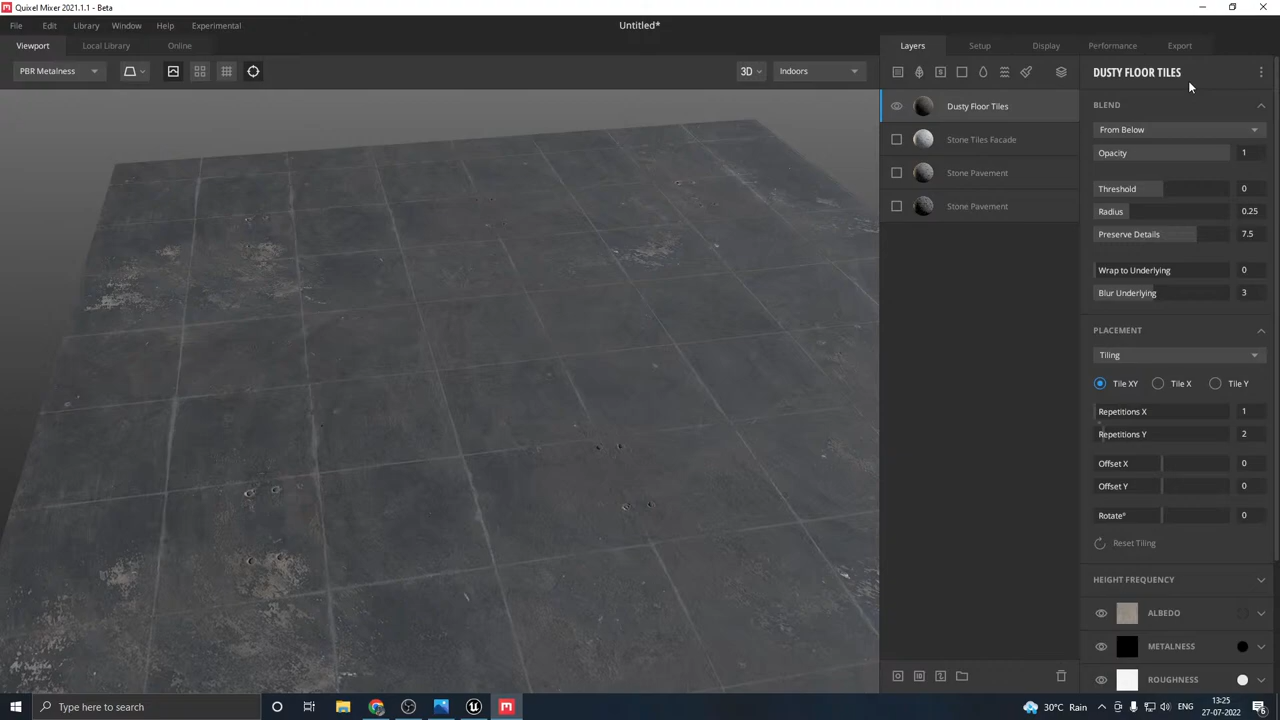 Quixel Mixer 2021.1.1 - Beta
File Edit Library Window Help Experimental Untitled*
Viewport Local Library Online Layers Setup Display Performance Export
PBR Metalness 3D Indoors DUSTY FLOOR TILES
Dusty Floor Tiles
Stone Tiles Facade
Stone Pavement
Stone Pavement
BLEND
From Below
Opacity 1
Threshold 0
Radius 0.25
Preserve Details 7.5
Wrap to Underlying 0
Blur Underlying 3
PLACEMENT
Tiling
Tile XY Tile X Tile Y
Repetitions X 1
Repetitions Y 2
Offset X 0
Offset Y 0
Rotate° 0
Reset Tiling
HEIGHT FREQUENCY
ALBEDO
METALNESS
ROUGHNESS
Type here to search 30°C Rain ENG 13:25
27-07-2022 6